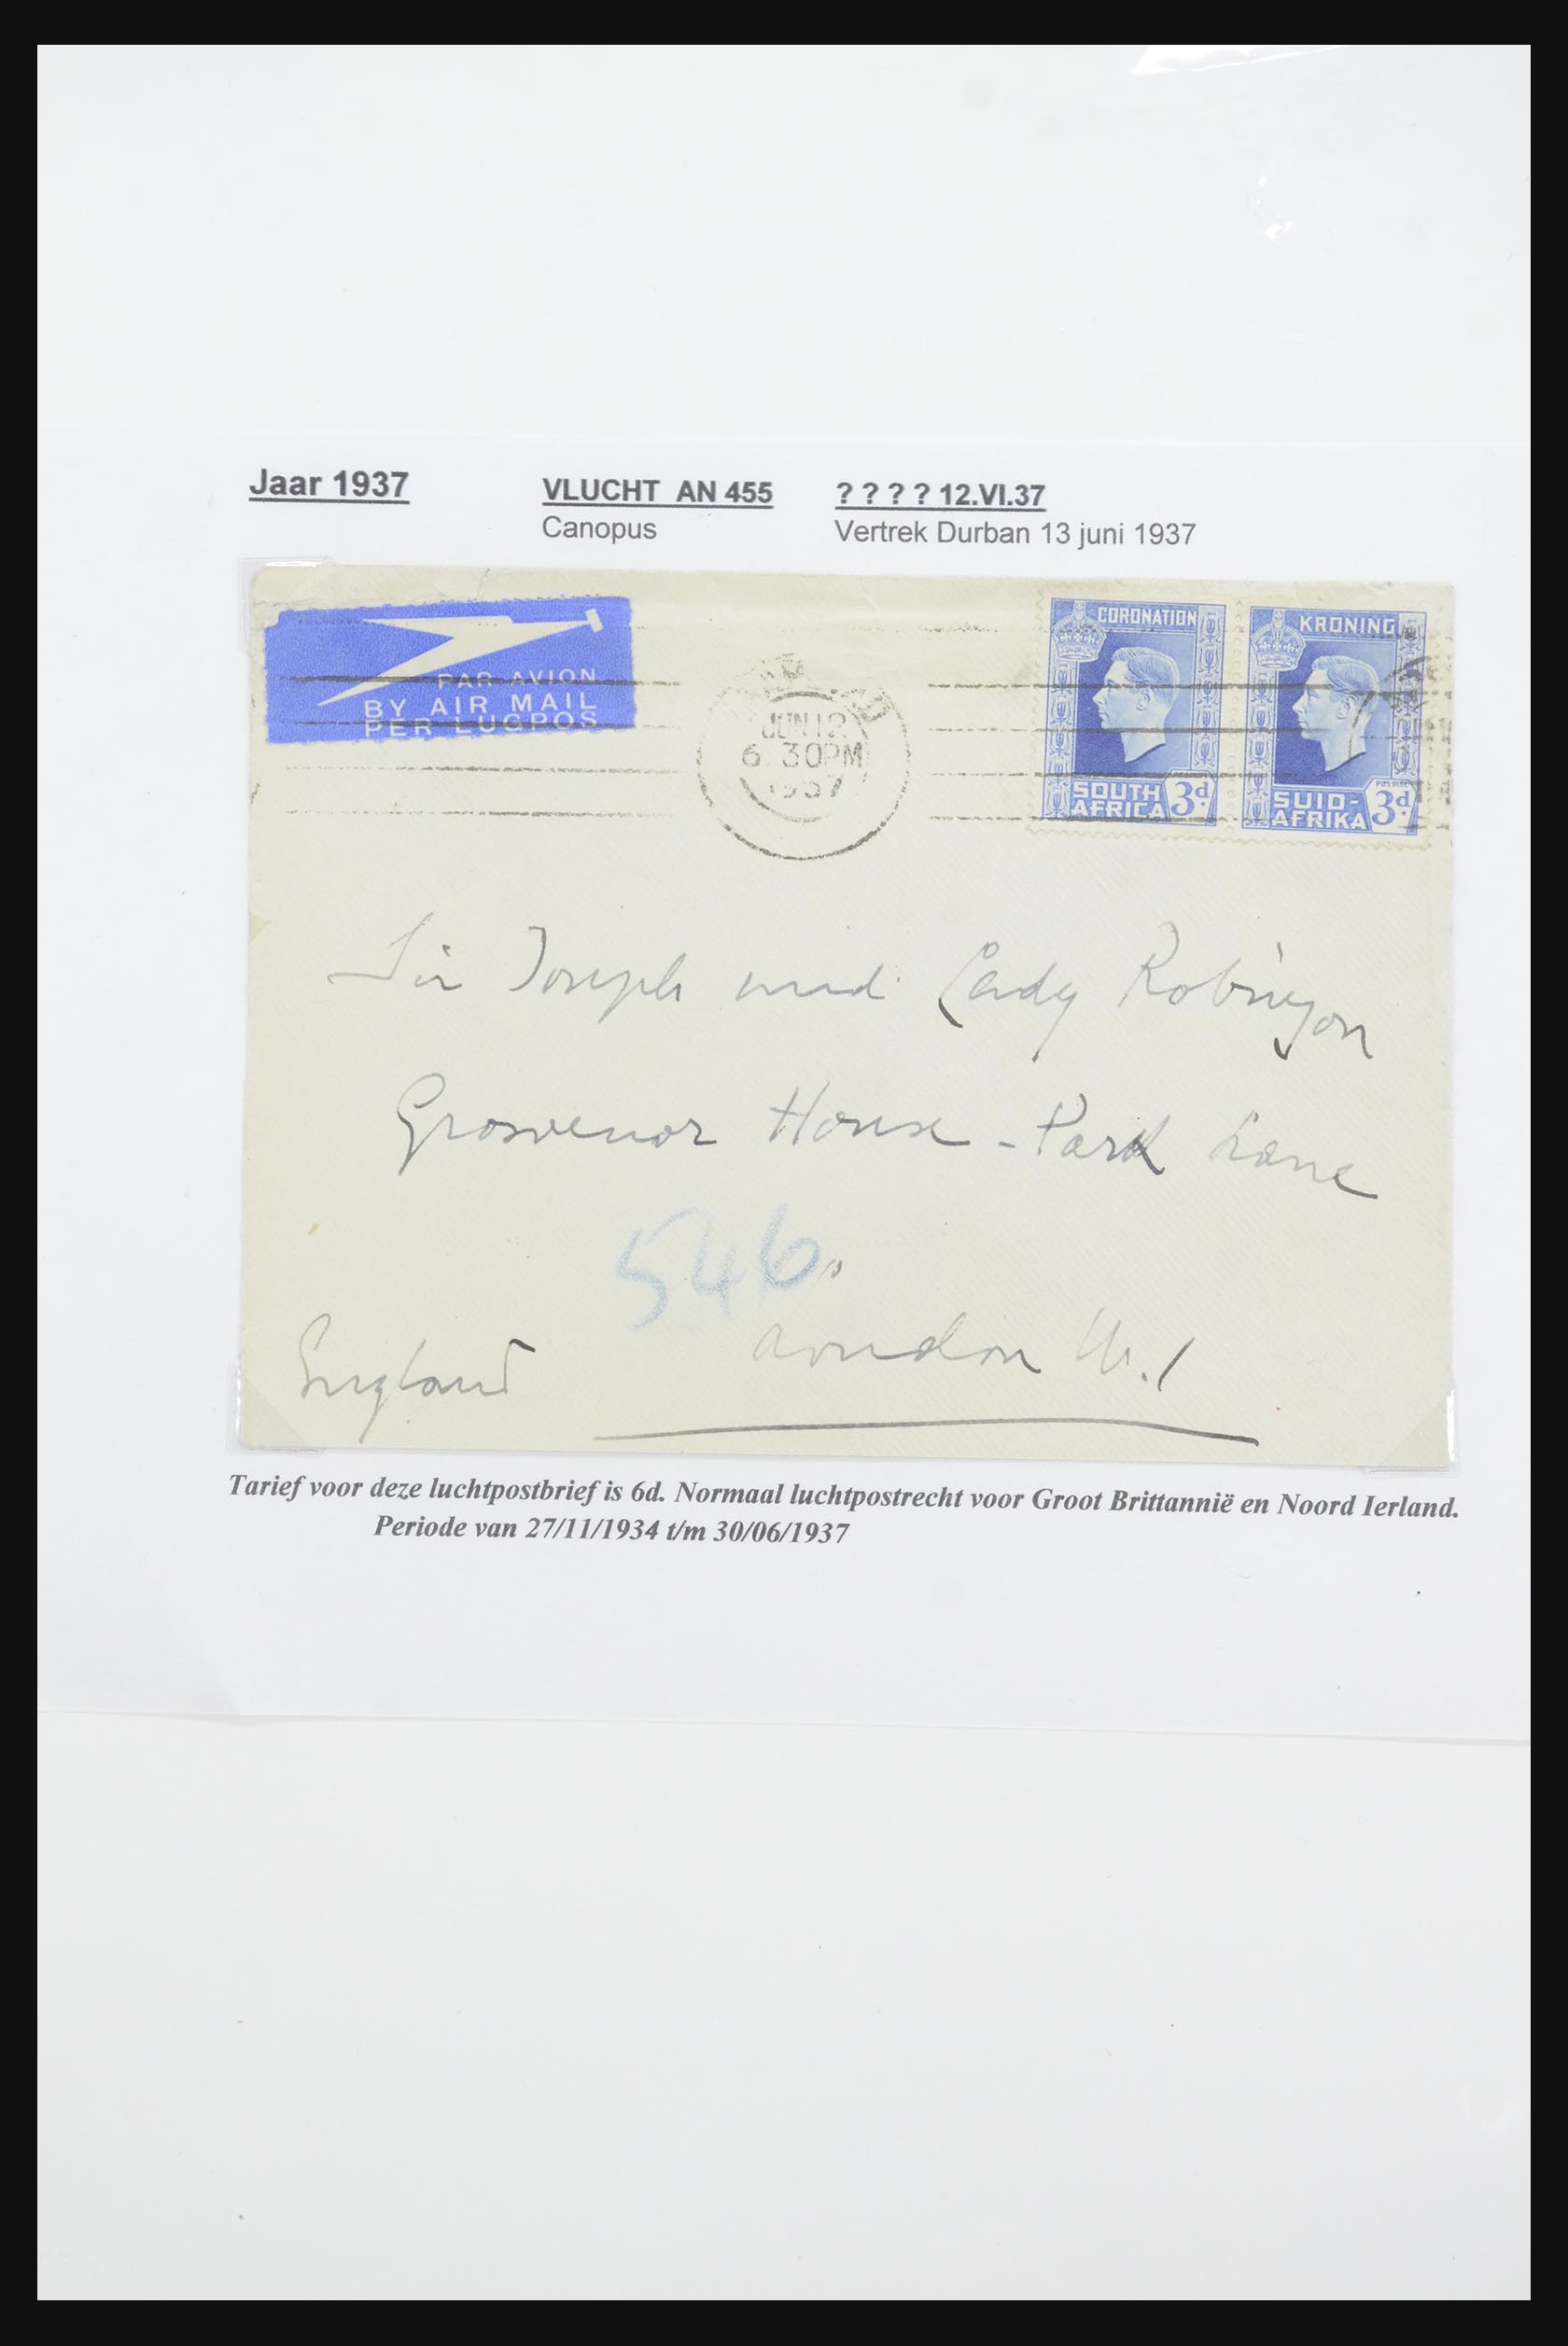 Jaar 1937 VLUCHT AN 455 ? ? ? ? 12.VI.37
Canopus Vertrek Durban 13 juni 1937
PAR AVION
BY AIR MAIL
PER LUGPOS
JUN 12
6. 30PM
1937
CORONATION
SOUTH
AFRICA 3d.
KRONING
SUID-
AFRIKA 3d.
Sir Joseph and Lady Robinson
Grosvenor House - Park Lane
546
London W.1
England
Tarief voor deze luchtpostbrief is 6d. Normaal luchtpostrecht voor Groot Brittannië en Noord Ierland.
Periode van 27/11/1934 t/m 30/06/1937